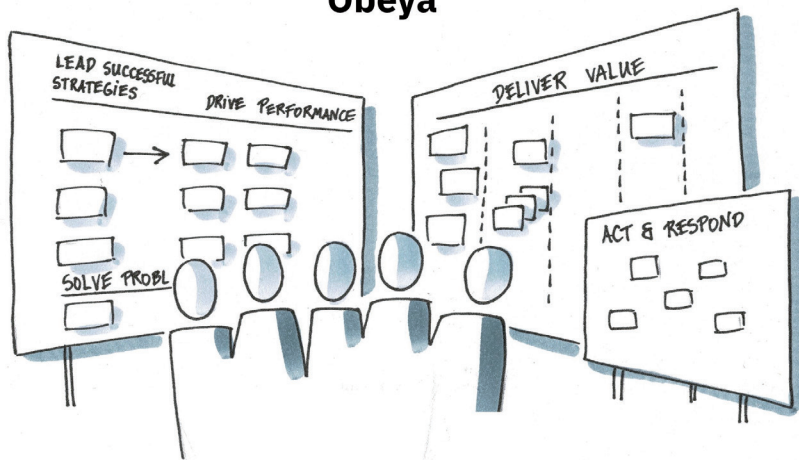 Obeya
LEAD SUCCESSFUL
STRATEGIES
DRIVE PERFORMANCE
SOLVE PROBL
DELIVER VALUE
ACT & RESPOND